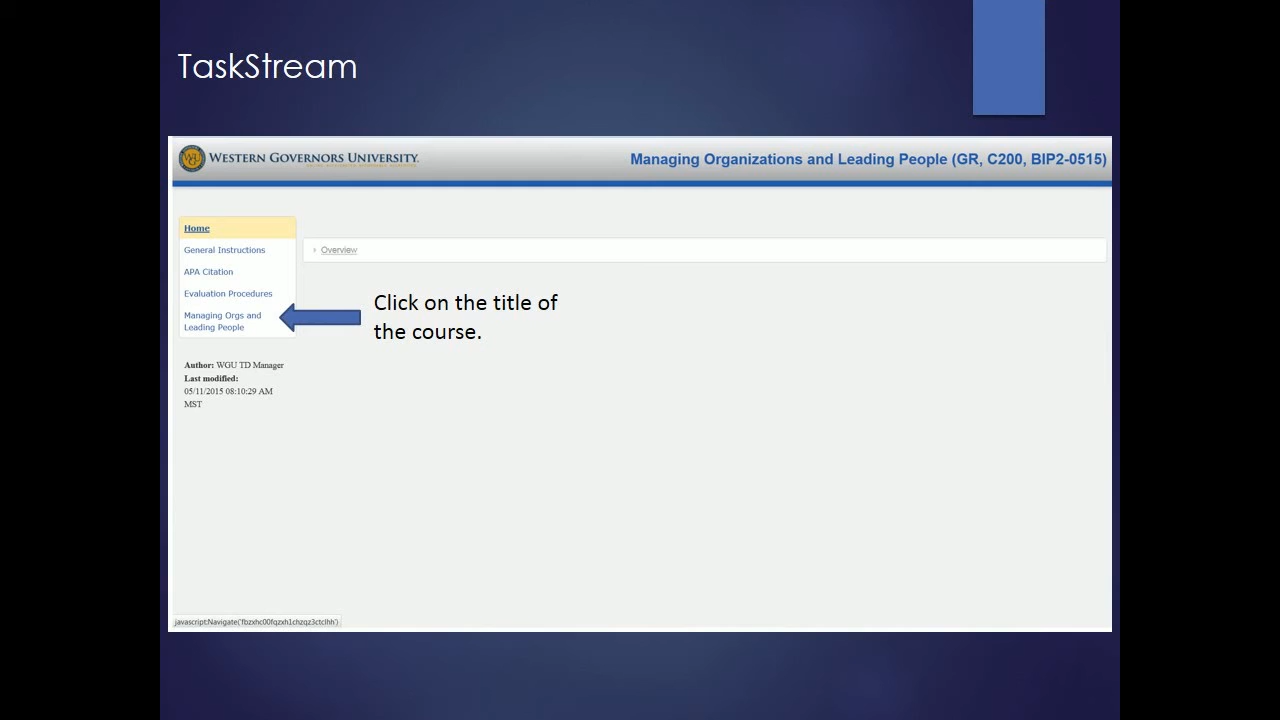 TaskStream
WESTERN GOVERNORS UNIVERSITY.
Managing Organizations and Leading People (GR, C200, BIP2-0515)
Home
General Instructions
APA Citation
Evaluation Procedures
Managing Orgs and
Leading People
Overview
Click on the title of
the course.
Author: WGU TD Manager
Last modified:
05/11/2015 08:10:29 AM
MST